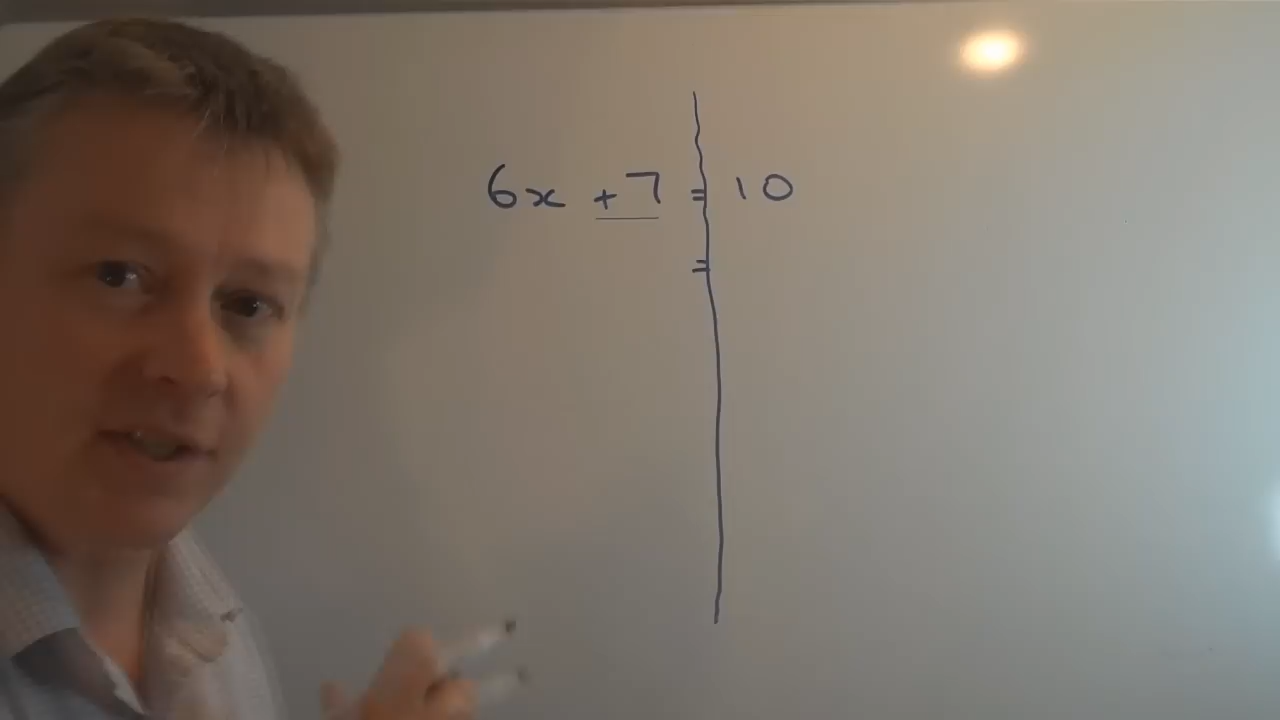 6x + 7 = 10
=